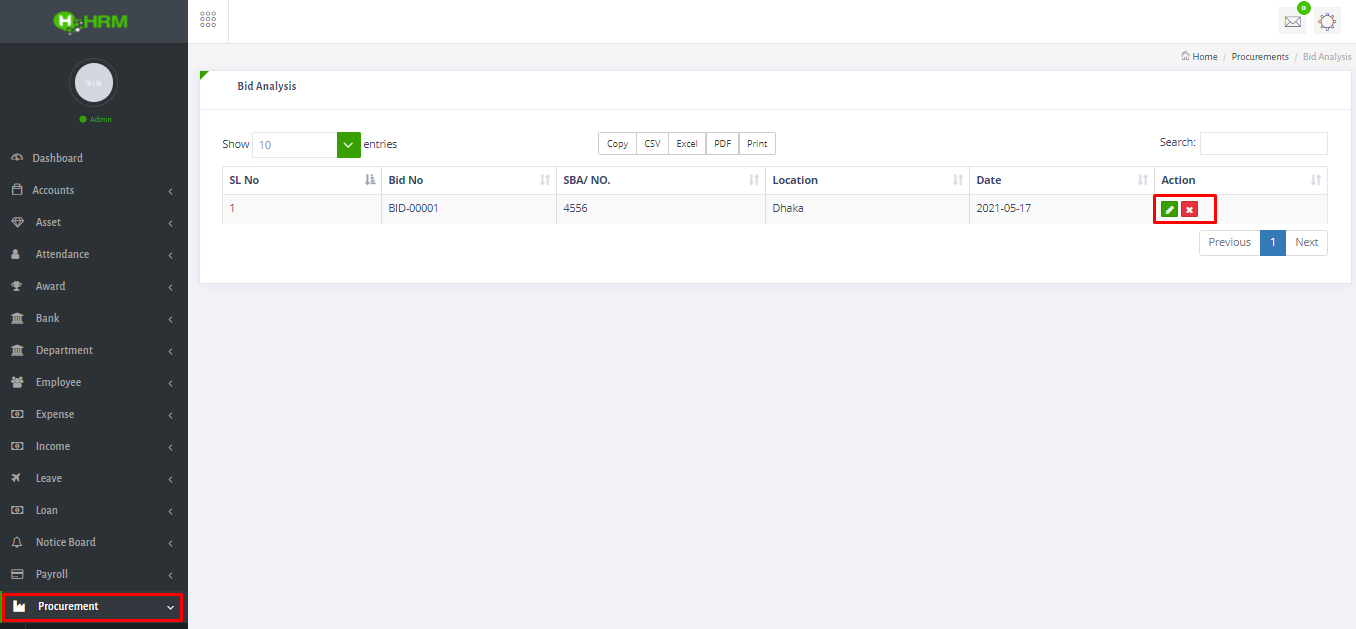 H HRM
0
Home / Procurements / Bid Analysis
Admin
Dashboard
Accounts
Asset
Attendance
Award
Bank
Department
Employee
Expense
Income
Leave
Loan
Notice Board
Payroll
Procurement
Bid Analysis
Show 10 entries
Copy CSV Excel PDF Print
Search:
SL No Bid No SBA/ NO. Location Date Action
1 BID-00001 4556 Dhaka 2021-05-17
Previous 1 Next